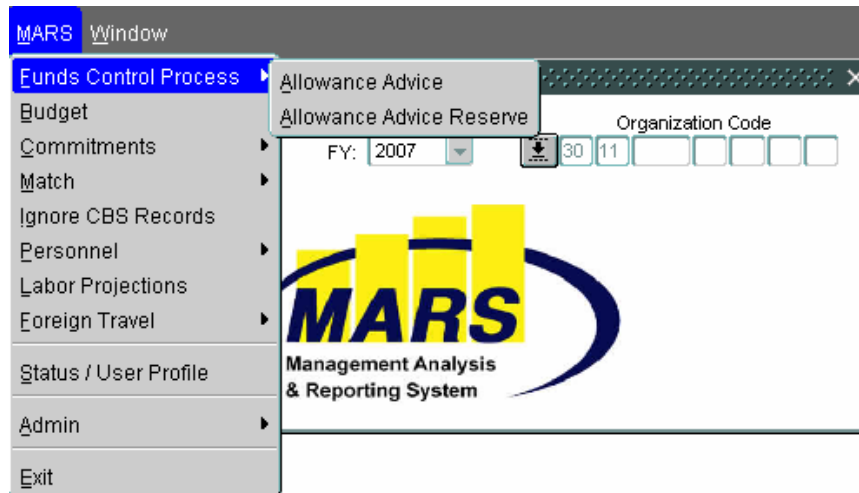 MARS Window
Funds Control Process
Allowance Advice
Allowance Advice Reserve
Budget
Commitments
Match
Ignore CBS Records
Personnel
Labor Projections
Foreign Travel
Status / User Profile
Admin
Exit
Organization Code
FY: 2007 30 11
MARS
Management Analysis
& Reporting System